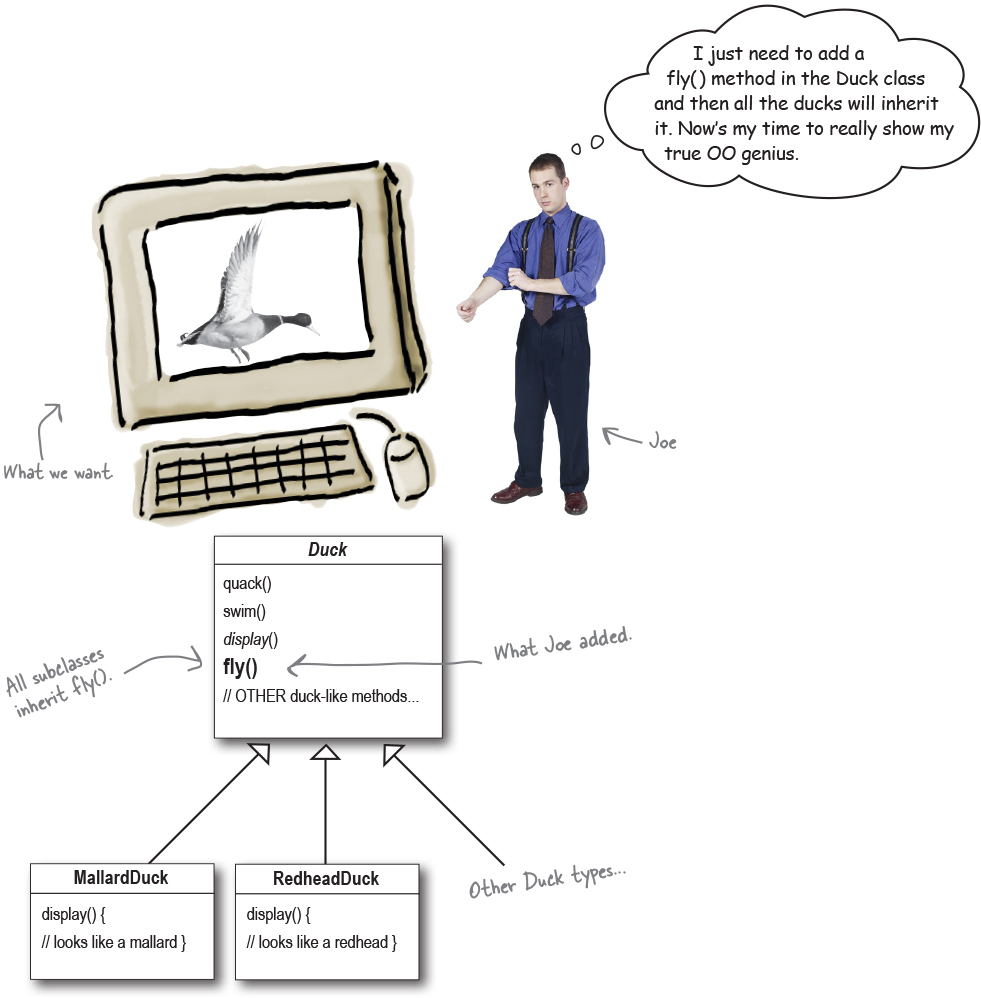 I just need to add a
fly() method in the Duck class
and then all the ducks will inherit
it. Now's my time to really show my
true OO genius.
What we want.
Joe
Duck
quack()
swim()
display()
fly()
// OTHER duck-like methods...
All subclasses
inherit fly().
What Joe added.
MallardDuck
display() {
// looks like a mallard }
RedheadDuck
display() {
// looks like a redhead }
Other Duck types...